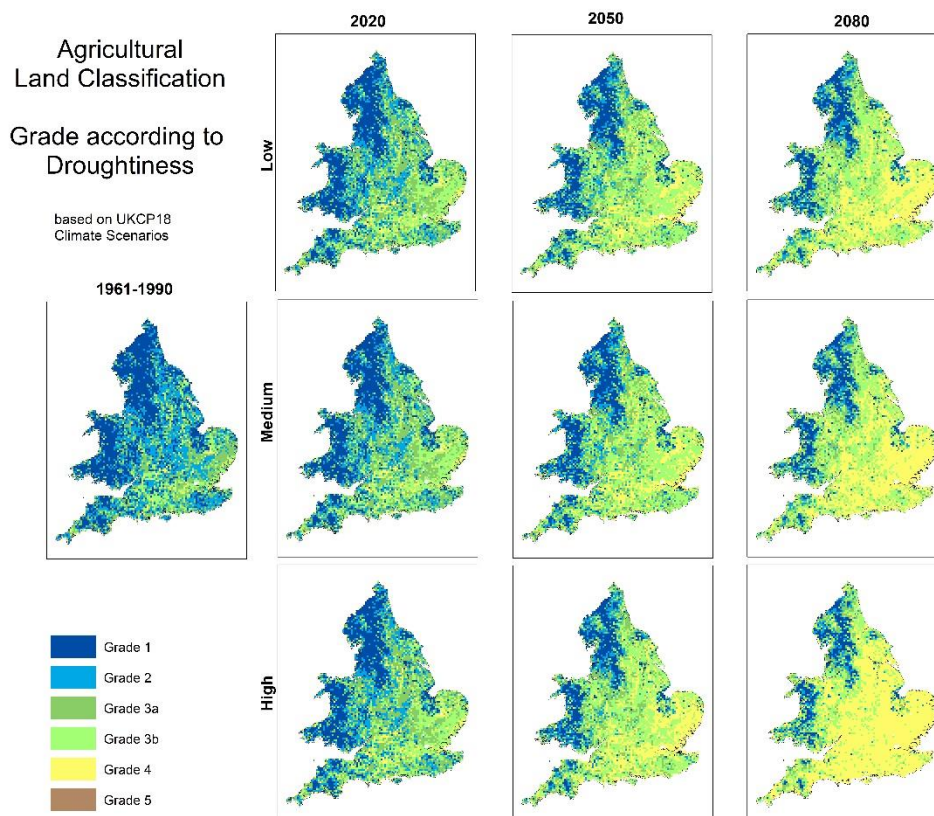 Agricultural
Land Classification
Grade according to
Droughtiness
based on UKCP18
Climate Scenarios
1961-1990
2020
2050
2080
Low
Medium
High
Grade 1
Grade 2
Grade 3a
Grade 3b
Grade 4
Grade 5